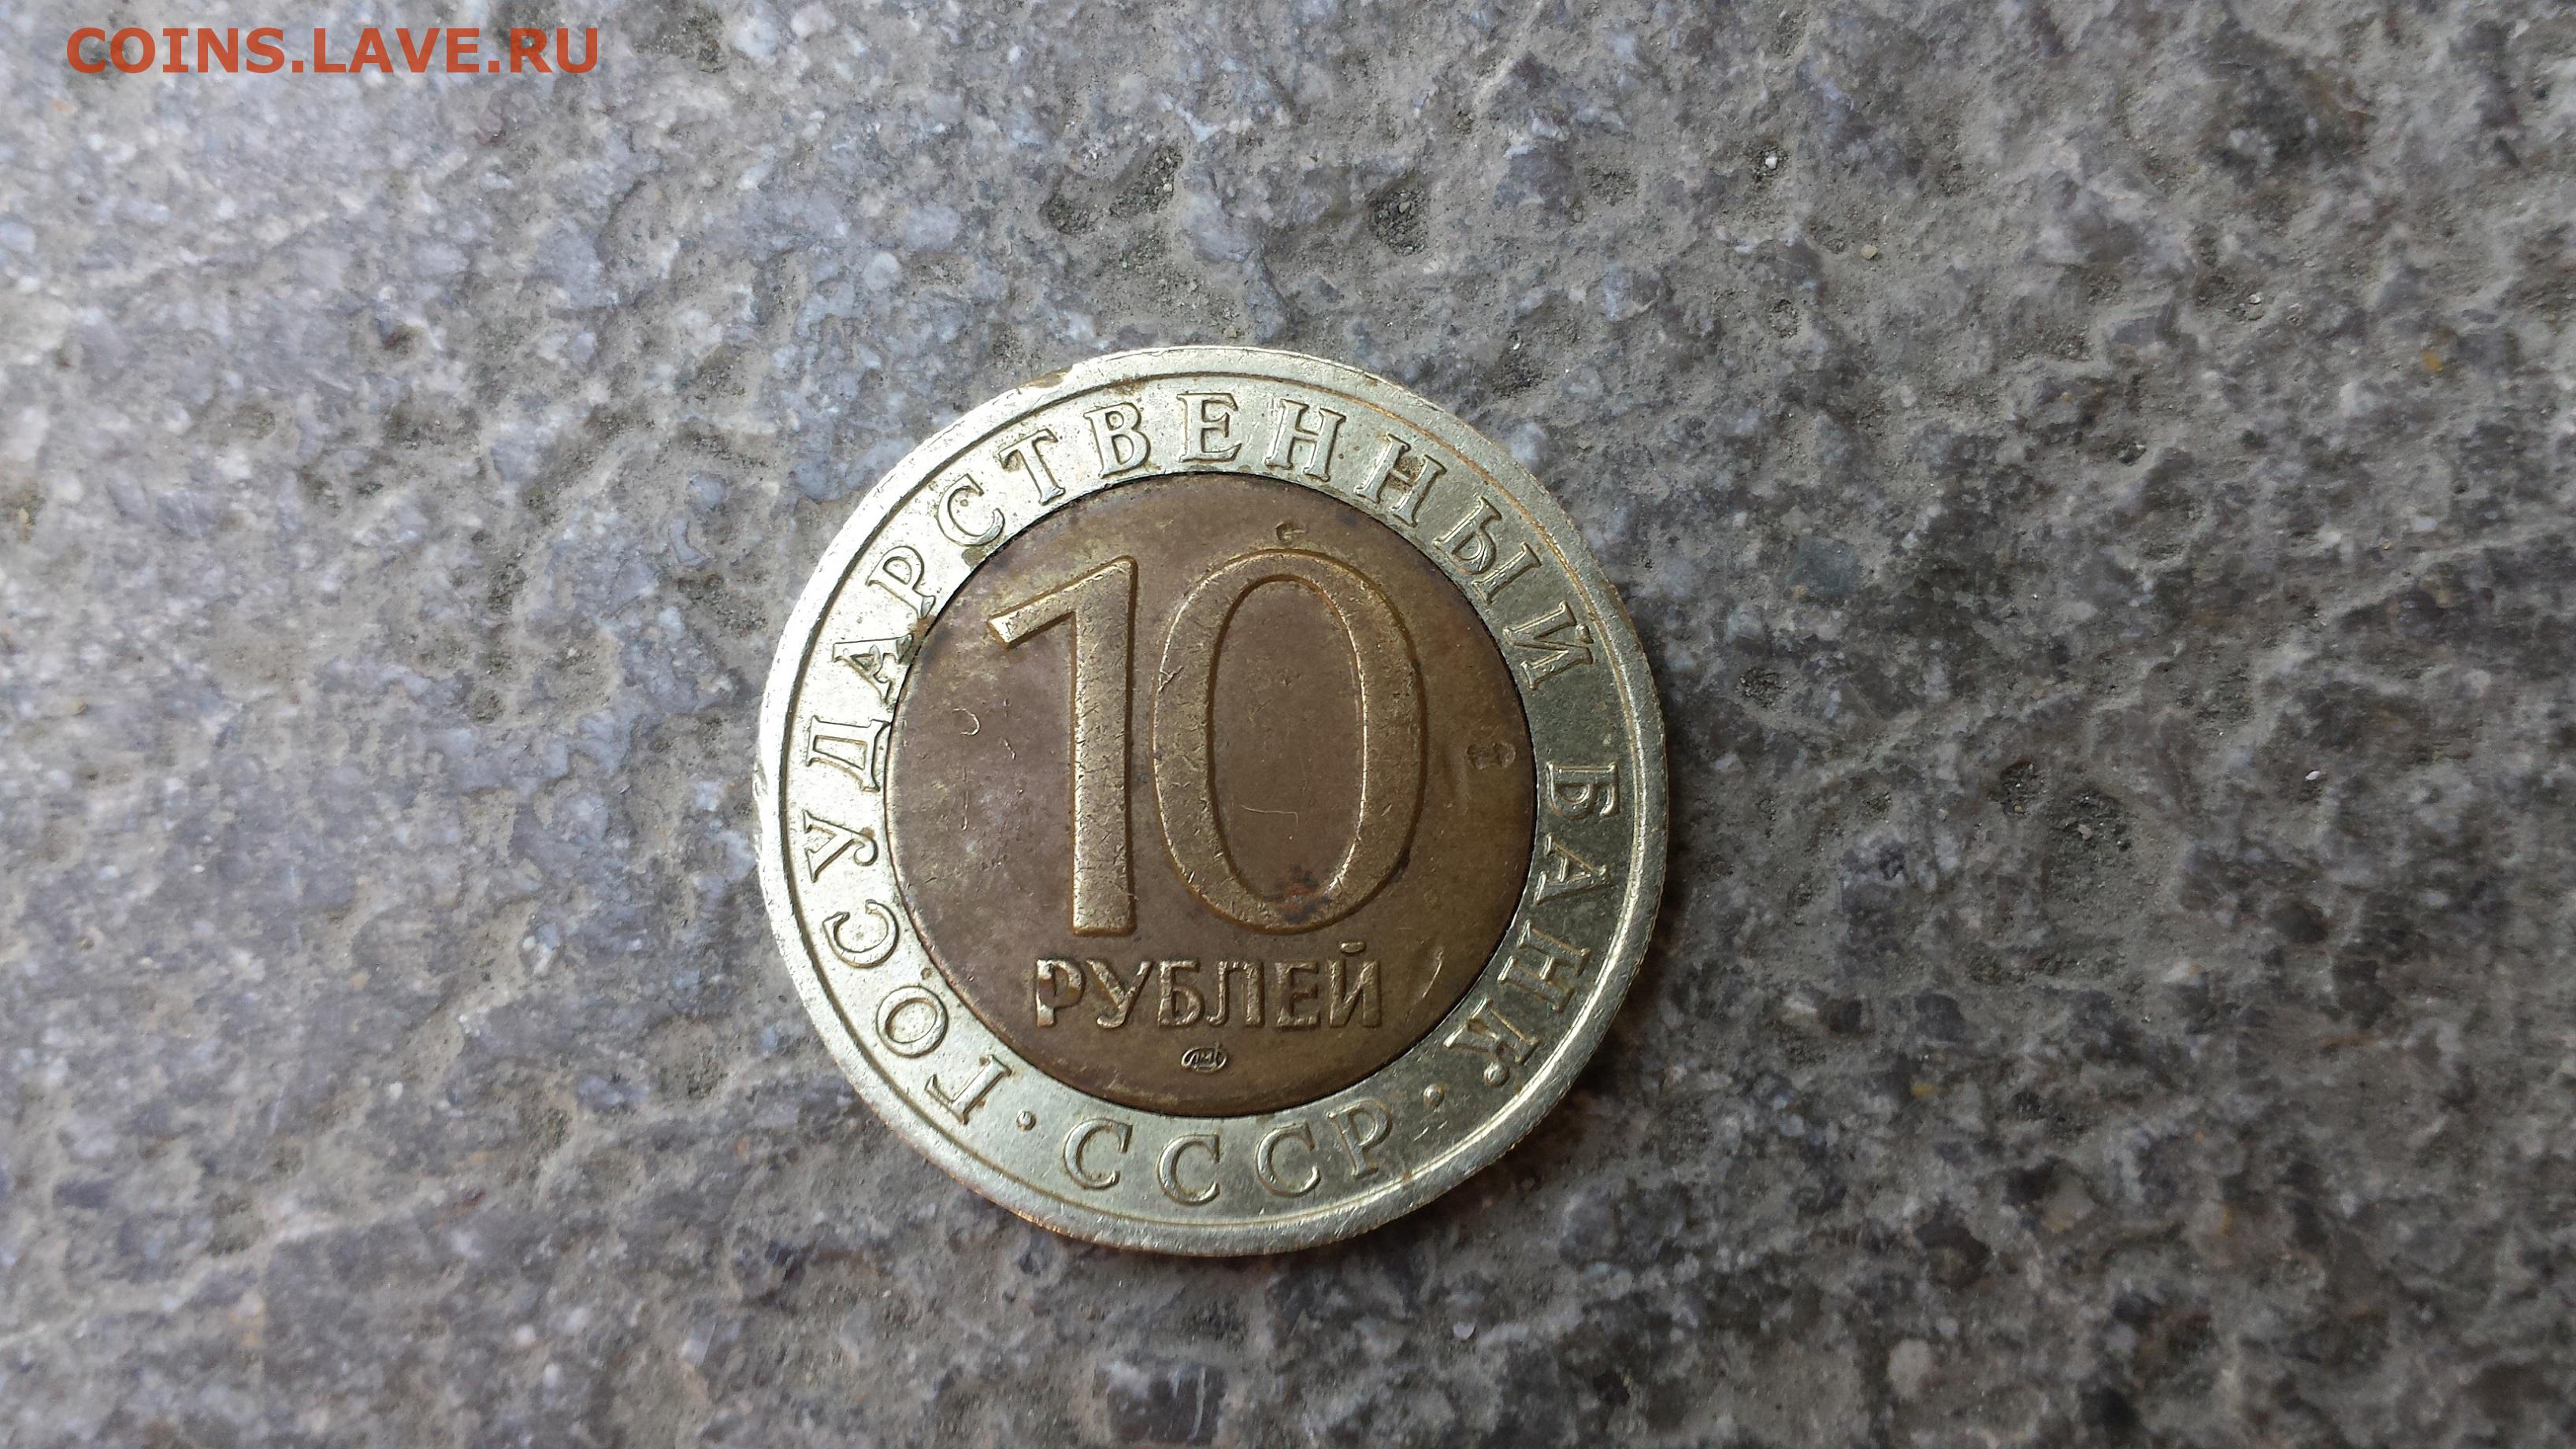 COINS.LAVE.RU
ГОСУДАРСТВЕННЫЙ БАНК
10
РУБЛЕЙ
ЛМД
· СССР ·